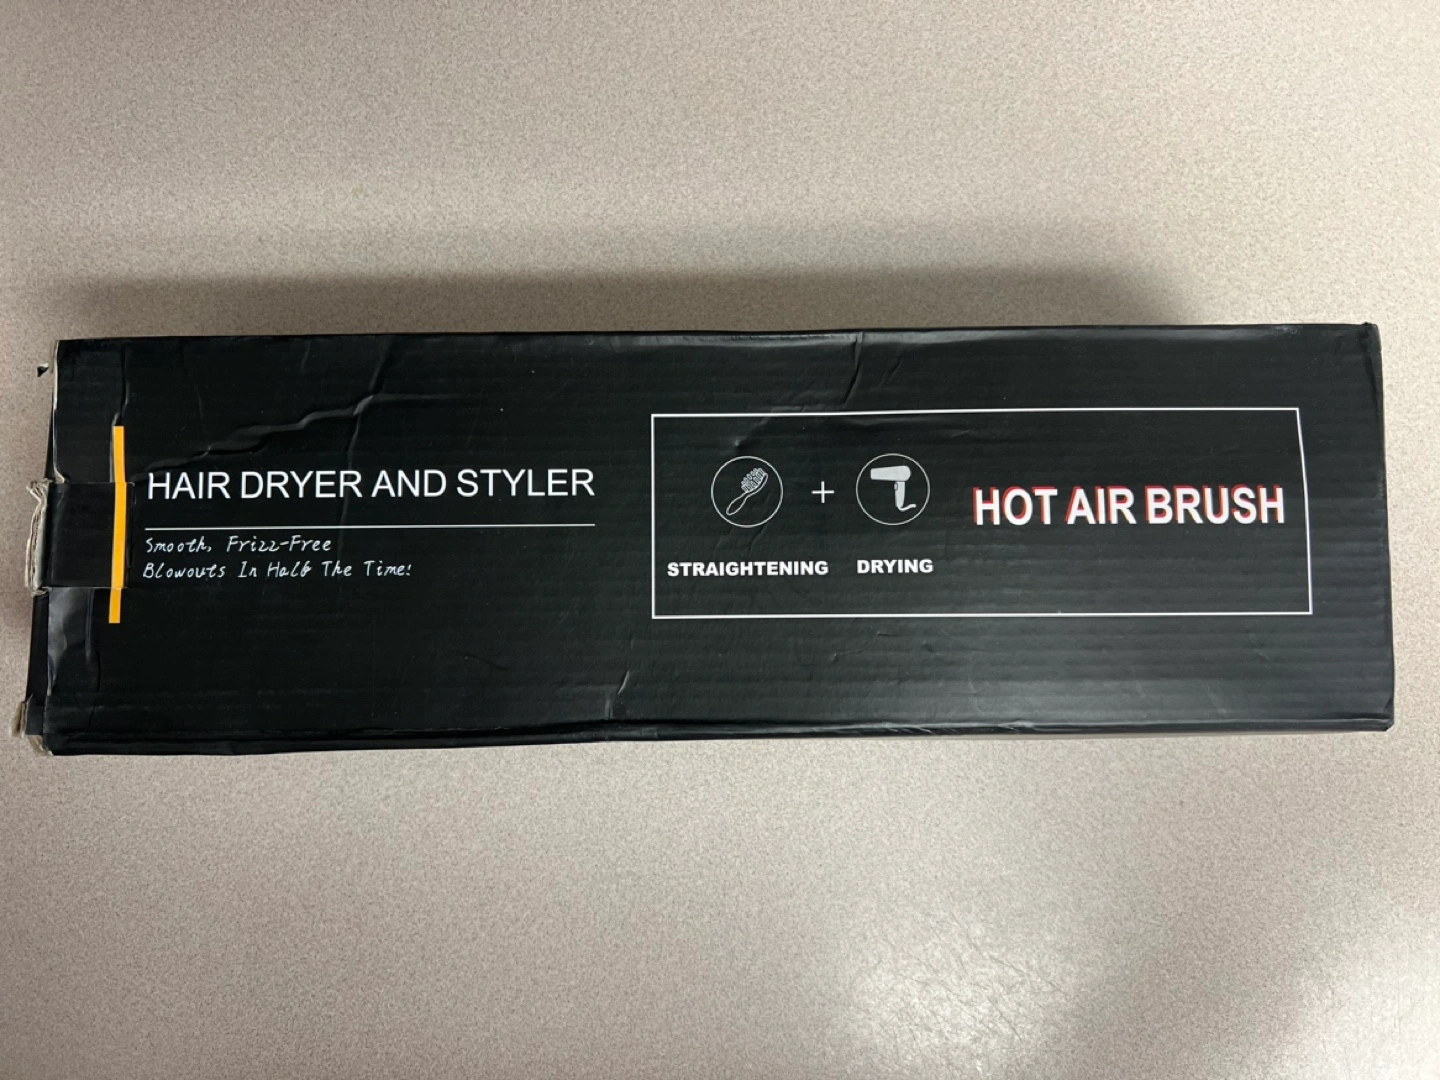 HAIR DRYER AND STYLER
Smooth, Frizz-Free
Blowouts In Half The Time!
+
STRAIGHTENING DRYING
HOT AIR BRUSH